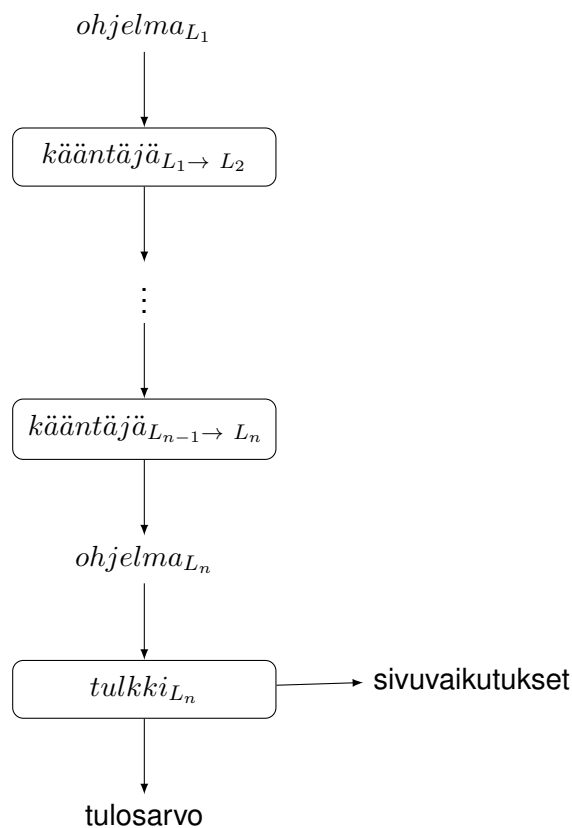 ohjelma_{L_1}
kääntäjä_{L_1→ L_2}
⋮
kääntäjä_{L_{n−1}→ L_n}
ohjelma_{L_n}
tulkki_{L_n}
sivuvaikutukset
tulosarvo